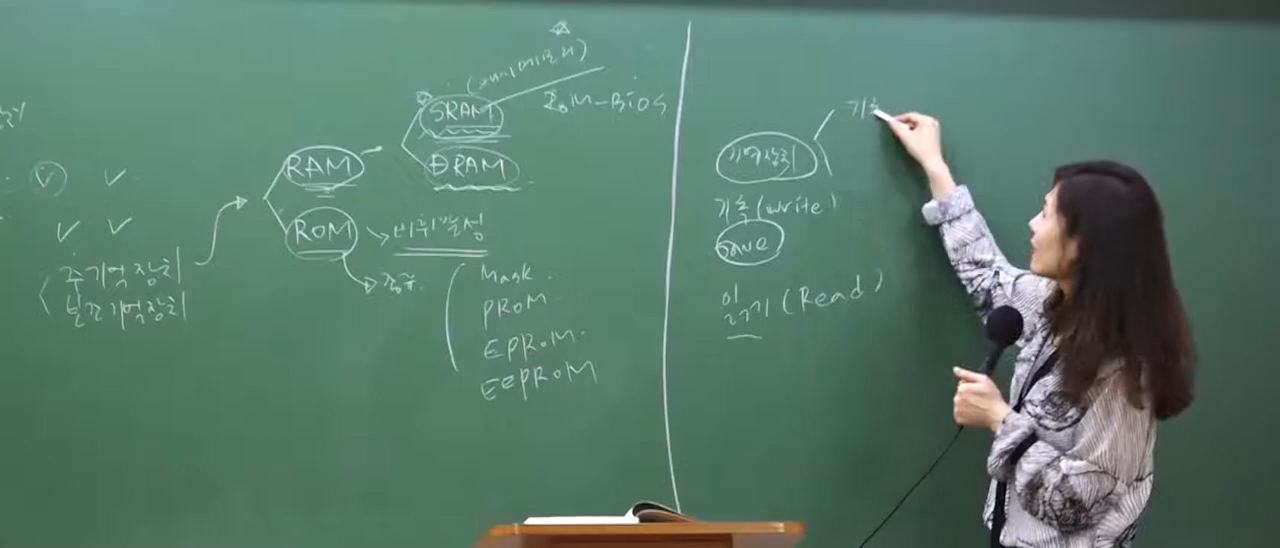 (캐시메모리)
SRAM
ROM-BIOS
RAM
DRAM
ROM
비휘발성
종류
주기억장치
보조기억장치
Mask
PROM
EPROM
EEPROM
기억장치
기록(write)
save
읽기(Read)